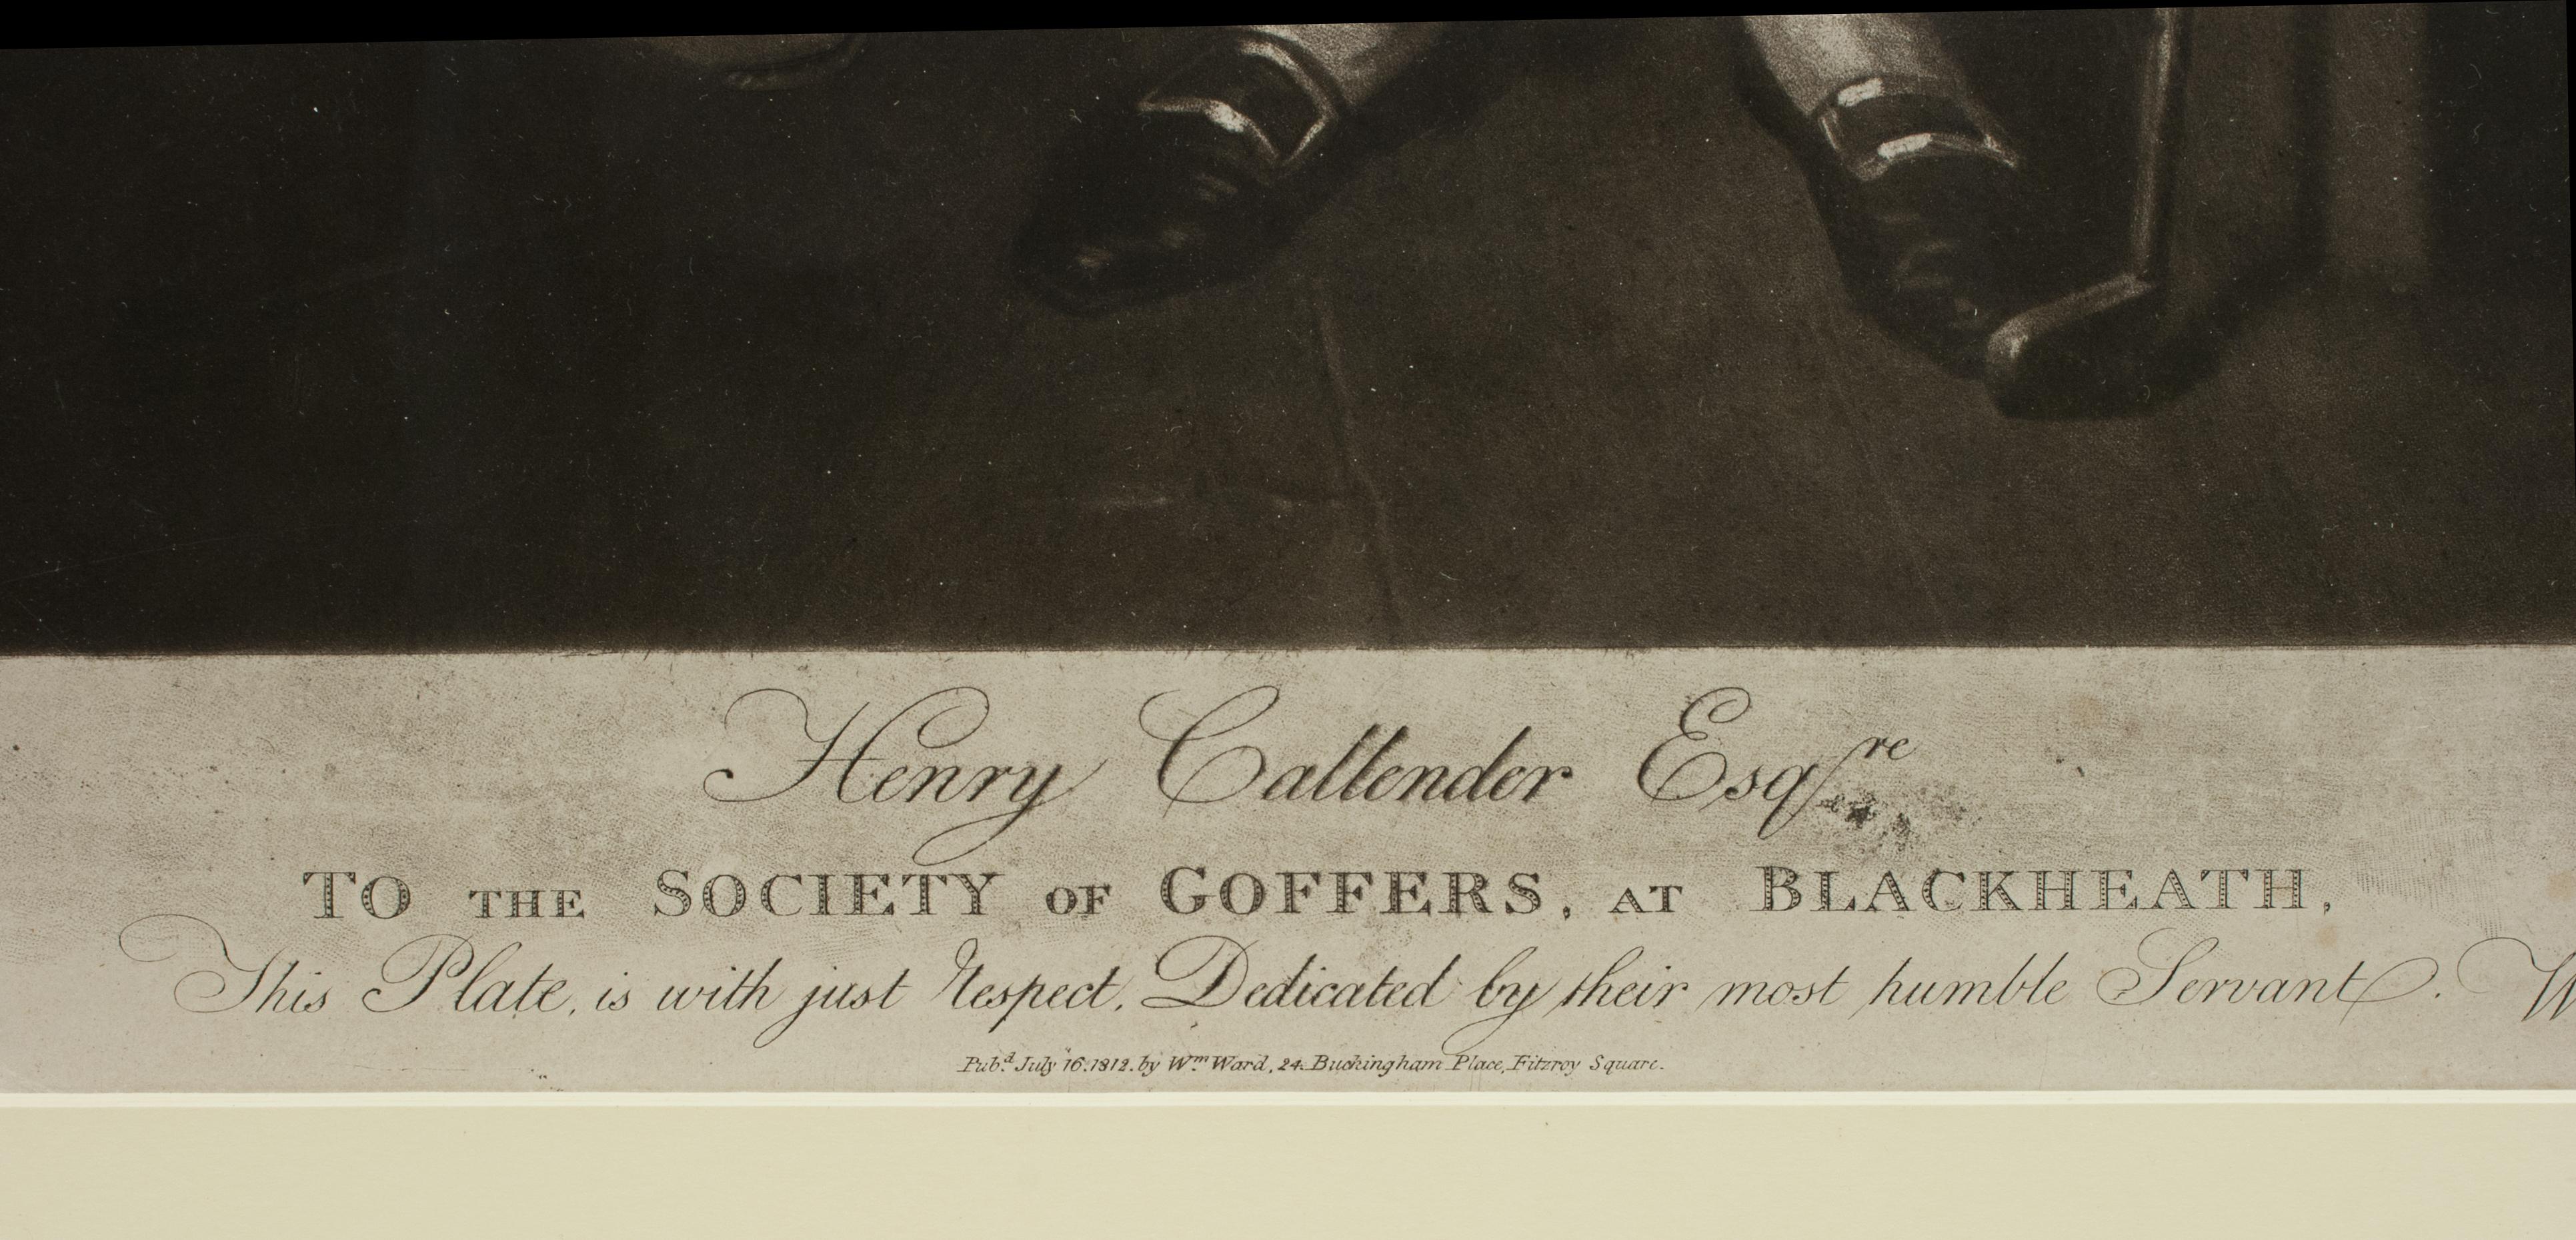 Henry Callender Esqre
TO THE SOCIETY OF GOFFERS, AT BLACKHEATH,
This Plate, is with just Respect, Dedicated by their most humble Servant. W
Pubd. July 16.1812. by Wm. Ward, 24. Buckingham Place, Fitzroy Square.